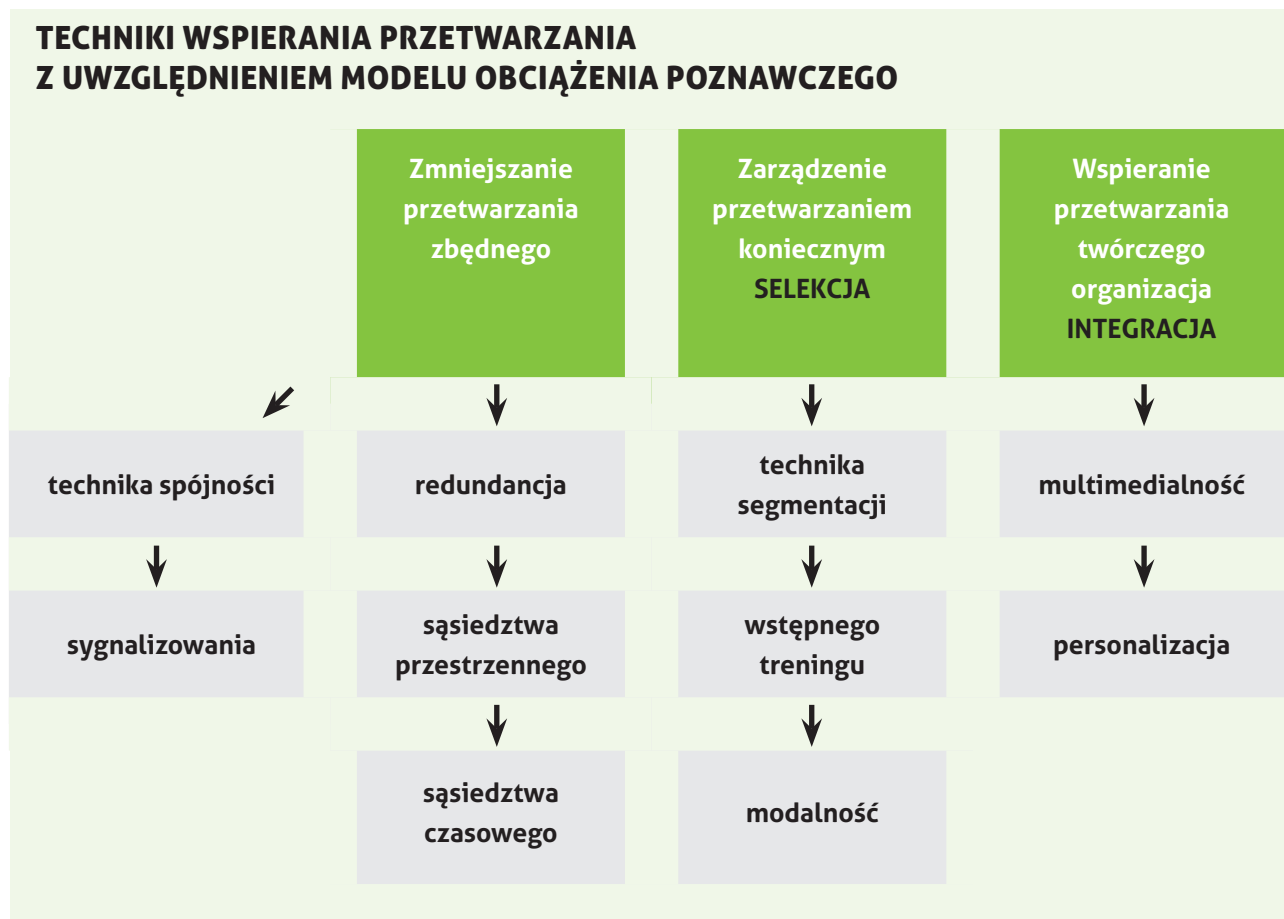 TECHNIKI WSPIERANIA PRZETWARZANIA
Z UWZGLĘDNIENIEM MODELU OBCIĄŻENIA POZNAWCZEGO
Zmniejszanie
przetwarzania
zbędnego
Zarządzenie
przetwarzaniem
koniecznym
SELEKCJA
Wspieranie
przetwarzania
twórczego
organizacja
INTEGRACJA
technika spójności
redundancja
technika
segmentacji
multimedialność
sygnalizowania
sąsiedztwa
przestrzennego
wstępnego
treningu
personalizacja
sąsiedztwa
czasowego
modalność